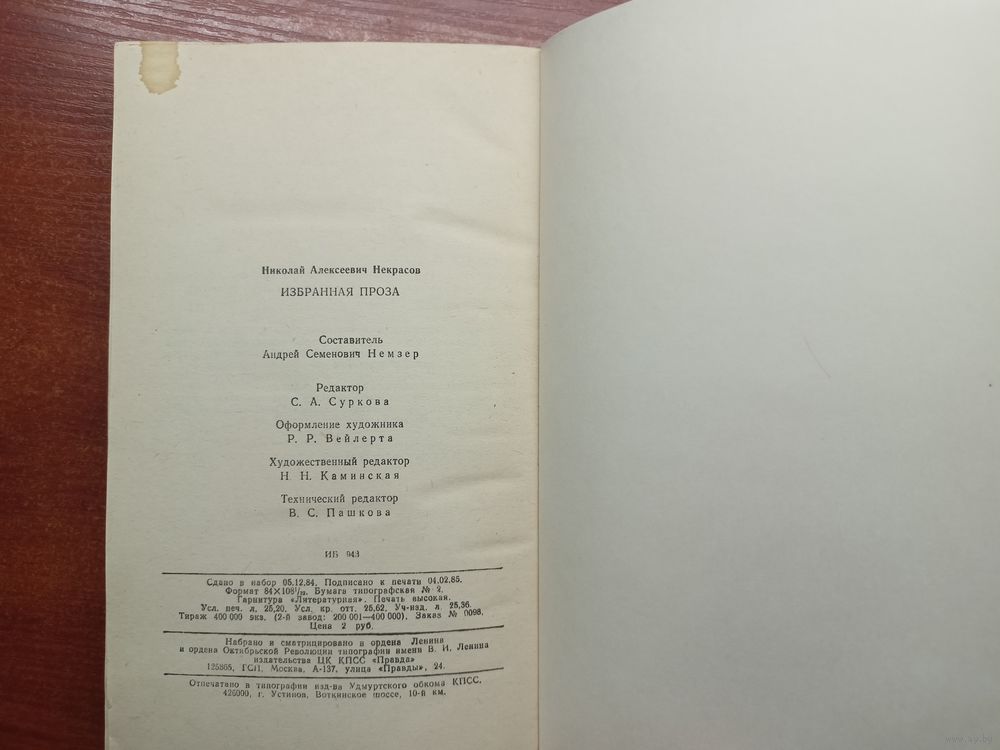 Николай Алексеевич Некрасов
ИЗБРАННАЯ ПРОЗА
Составитель
Андрей Семенович Немзер
Редактор
С. А. Суркова
Оформление художника
Р. Р. Вейлерта
Художественный редактор
Н. Н. Каминская
Технический редактор
В. С. Пашкова
ИБ 943
Сдано в набор 05.12.84. Подписано к печати 04.02.85.
Формат 84×108¹/₃₂. Бумага типографская № 2.
Гарнитура «Литературная». Печать высокая.
Усл. печ. л. 25,20. Усл. кр. отт. 25,62. Уч-изд. л. 25,36.
Тираж 400 000 экз. (2-й завод: 200 001—400 000). Заказ № 0098.
Цена 2 руб.
Набрано и сматрицировано в ордена Ленина
и ордена Октябрьской Революции типографии имени В. И. Ленина
издательства ЦК КПСС «Правда»
125865, ГСП, Москва, А-137, улица «Правды», 24.
Отпечатано в типографии изд-ва Удмуртского обкома КПСС.
426000, г. Устинов, Воткинское шоссе, 10-й км.
www.ay.by